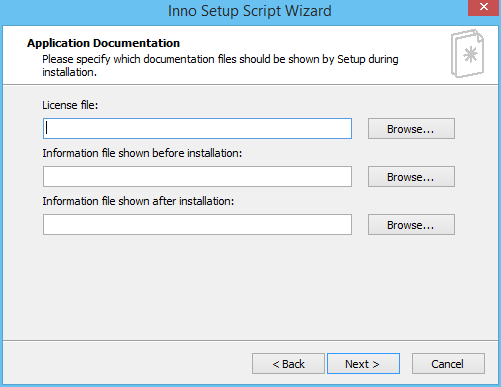 Inno Setup Script Wizard
Application Documentation
Please specify which documentation files should be shown by Setup during
installation.
License file:
Browse...
Information file shown before installation:
Browse...
Information file shown after installation:
Browse...
< Back
Next >
Cancel